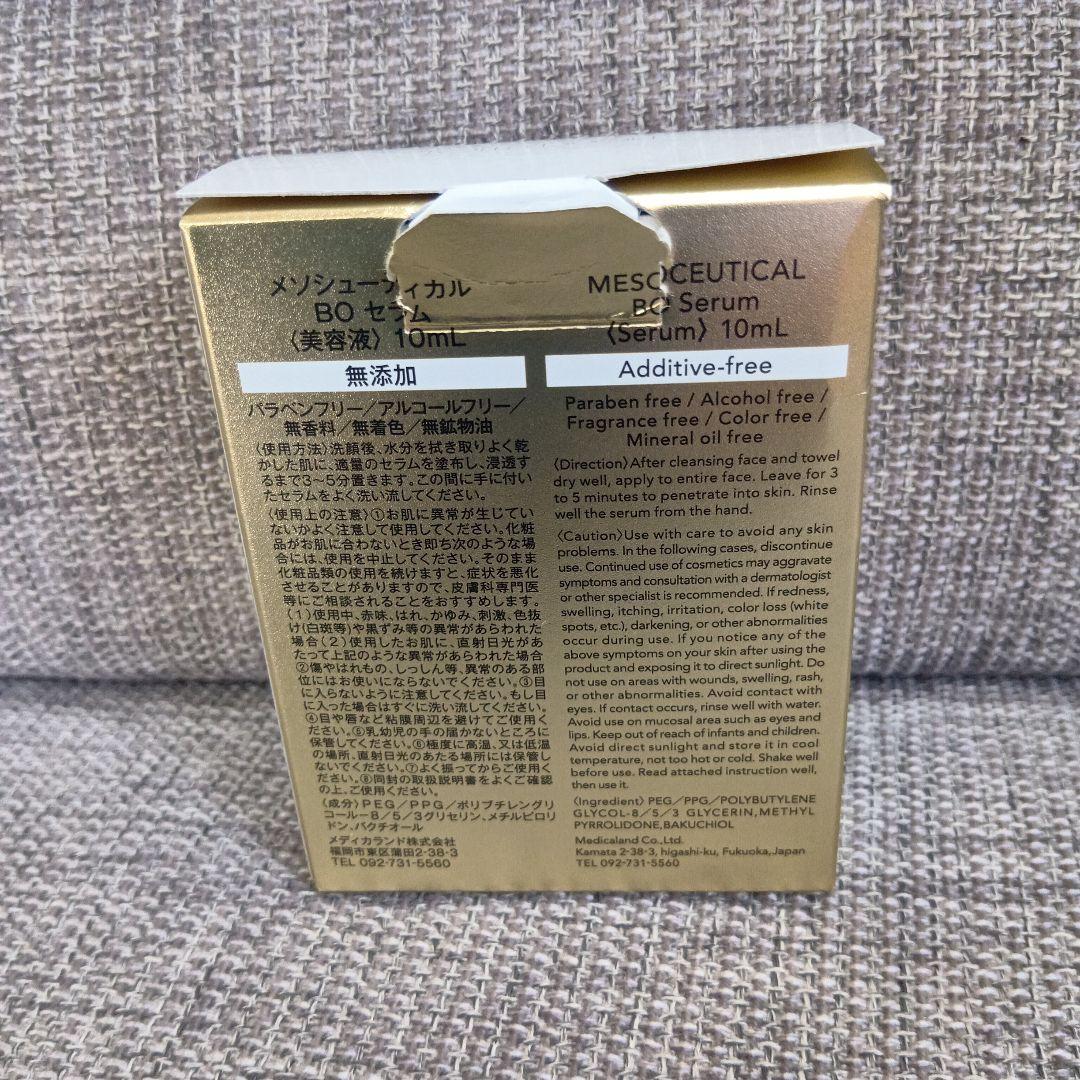 メソシューティカル
BO セラム
〈美容液〉 10mL
無添加
パラベンフリー／アルコールフリー／
無香料／無着色／無鉱物油
〈使用方法〉洗顔後、水分を拭き取りよく乾
かした肌に、適量のセラムを塗布し、浸透す
るまで3〜5分置きます。この間に手に付い
たセラムをよく洗い流してください。
〈使用上の注意〉①お肌に異常が生じてい
ないかよく注意して使用してください。化粧
品がお肌に合わないとき即ち次のような場
合には、使用を中止してください。そのまま
化粧品類の使用を続けますと、症状を悪化
させることがありますので、皮膚科専門医
等にご相談されることをおすすめします。
（1）使用中、赤味、はれ、かゆみ、刺激、色抜
け(白斑等)や黒ずみ等の異常があらわれた
場合（2）使用したお肌に、直射日光があ
たって上記のような異常があらわれた場合
②傷やはれもの、しっしん等、異常のある部
位にはお使いにならないでください。③目
に入らないように注意してください。もし目
に入った場合はすぐに洗い流してください。
④目や唇など粘膜周辺を避けてご使用く
ださい。⑤乳幼児の手の届かないところに
保管してください。⑥極度に高温、又は低温
の場所、直射日光のあたる場所には保管し
ないでください。⑦よく振ってからご使用く
ださい。⑧同封の取扱説明書をよくご確認
の上、ご使用ください。
〈成分〉PEG／PPG／ポリブチレングリ
コール－8／5／3グリセリン、メチルピロリ
ドン、バクチオール
メディカランド株式会社
福岡市東区蒲田2-38-3
TEL 092-731-5560
MESOCEUTICAL
BO Serum
〈Serum〉 10mL
Additive-free
Paraben free / Alcohol free /
Fragrance free / Color free /
Mineral oil free
〈Direction〉After cleansing face and towel
dry well, apply to entire face. Leave for 3
to 5 minutes to penetrate into skin. Rinse
well the serum from the hand.
〈Caution〉Use with care to avoid any skin
problems. In the following cases, discontinue
use. Continued use of cosmetics may aggravate
symptoms and consultation with a dermatologist
or other specialist is recommended. If redness,
swelling, itching, irritation, color loss (white
spots, etc.), darkening, or other abnormalities
occur during use. If you notice any of the
above symptoms on your skin after using the
product and exposing it to direct sunlight. Do
not use on areas with wounds, swelling, rash,
or other abnormalities. Avoid contact with
eyes. If contact occurs, rinse well with water.
Avoid use on mucosal area such as eyes and
lips. Keep out of reach of infants and children.
Avoid direct sunlight and store it in cool
temperature, not too hot or cold. Shake well
before use. Read attached instruction well,
then use it.
〈Ingredient〉 PEG／PPG／POLYBUTYLENE
GLYCOL-8／5／3 GLYCERIN,METHYL
PYRROLIDONE,BAKUCHIOL
Medicaland Co.,Ltd.
Kamata 2-38-3, higashi-ku, Fukuoka,Japan
TEL 092-731-5560